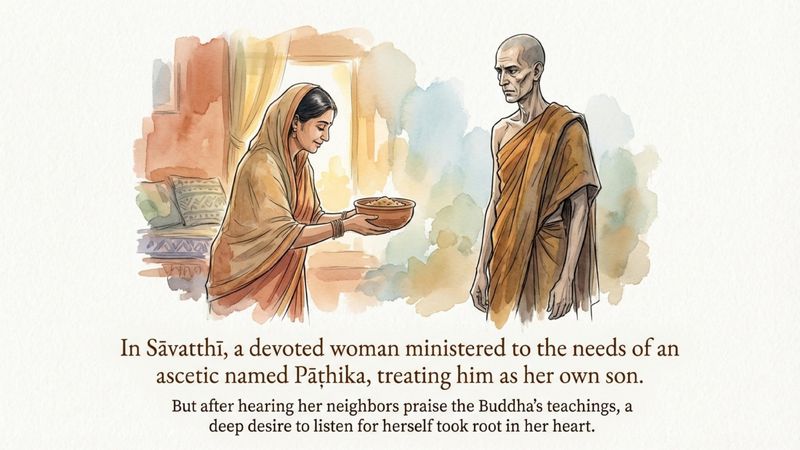 In Sāvatthī, a devoted woman ministered to the needs of an
ascetic named Pāṭhika, treating him as her own son.
But after hearing her neighbors praise the Buddha’s teachings, a
deep desire to listen for herself took root in her heart.